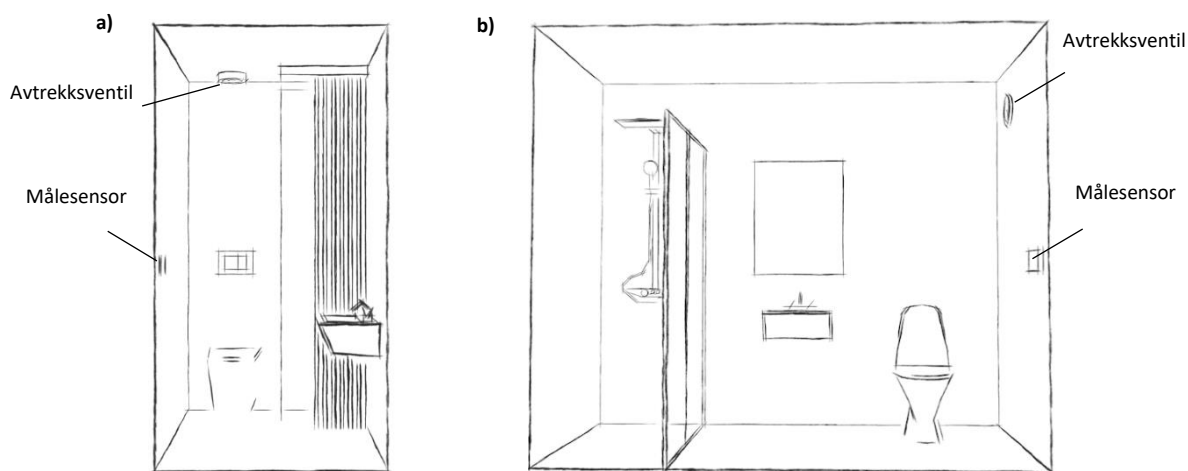 a)
Avtrekksventil
Målesensor
b)
Avtrekksventil
Målesensor